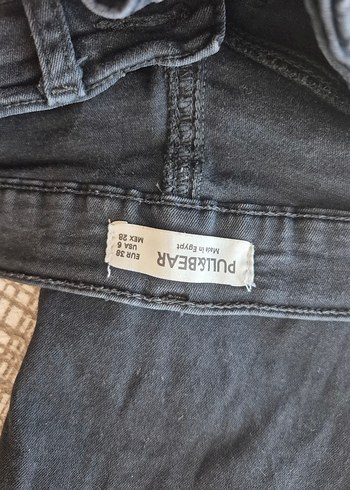 PULL&BEAR
Made in Egypt
EUR 38
USA 6
MEX 28